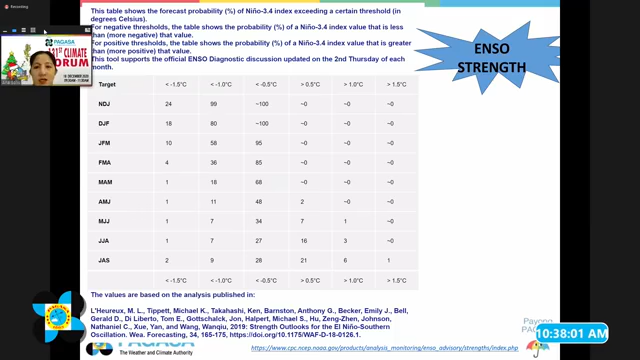 Recording
This table shows the forecast probability (%) of Niño-3.4 index exceeding a certain threshold (in
degrees Celsius).
For negative thresholds, the table shows the probability (%) of a Niño-3.4 index value that is less
than (more negative) that value.
For positive thresholds, the table shows the probability (%) of a Niño-3.4 index value that is greater
than (more positive) that value.
This tool supports the official ENSO Diagnostic discussion updated on the 2nd Thursday of each
month.
PAGASA
131ST CLIMATE
FORUM
ENSO
STRENGTH
Target < -1.5°C < -1.0°C < -0.5°C > 0.5°C > 1.0°C > 1.5°C
NDJ 24 99 ~100 ~0 ~0 ~0
DJF 18 80 ~100 ~0 ~0 ~0
JFM 10 58 95 ~0 ~0 ~0
FMA 4 36 85 ~0 ~0 ~0
MAM 1 18 68 ~0 ~0 ~0
AMJ 1 11 48 2 ~0 ~0
MJJ 1 7 34 7 1 ~0
JJA 1 7 27 16 3 ~0
JAS 2 9 28 21 6 1
< -1.5°C < -1.0°C < -0.5°C > 0.5°C > 1.0°C > 1.5°C
The values are based on the analysis published in:
L'Heureux, M. L., Tippett, Michael K., Takahashi, Ken, Barnston, Anthony G., Becker, Emily J., Bell,
Gerald D., Di Liberto, Tom E., Gottschalck, Jon, Halpert, Michael S., Hu, Zeng-Zhen, Johnson,
Nathaniel C., Xue, Yan, and Wang, Wanqiu, 2019: Strength Outlooks for the El Niño-Southern
Oscillation. Wea. Forecasting, 34, 165-175, https://doi.org/10.1175/WAF-D-18-0126.1.
PAGASA
The Weather and Climate Authority
https://www.cpc.ncep.noaa.gov/products/analysis_monitoring/enso_advisory/strengths/index.php
Payong
PAGASA
10:38:01 AM